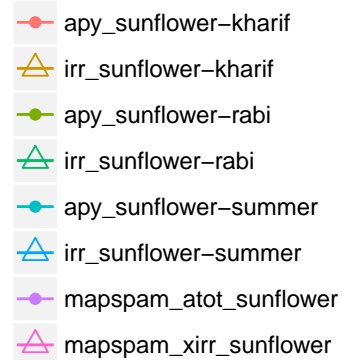 apy_sunflower−kharif
irr_sunflower−kharif
apy_sunflower−rabi
irr_sunflower−rabi
apy_sunflower−summer
irr_sunflower−summer
mapspam_atot_sunflower
mapspam_xirr_sunflower